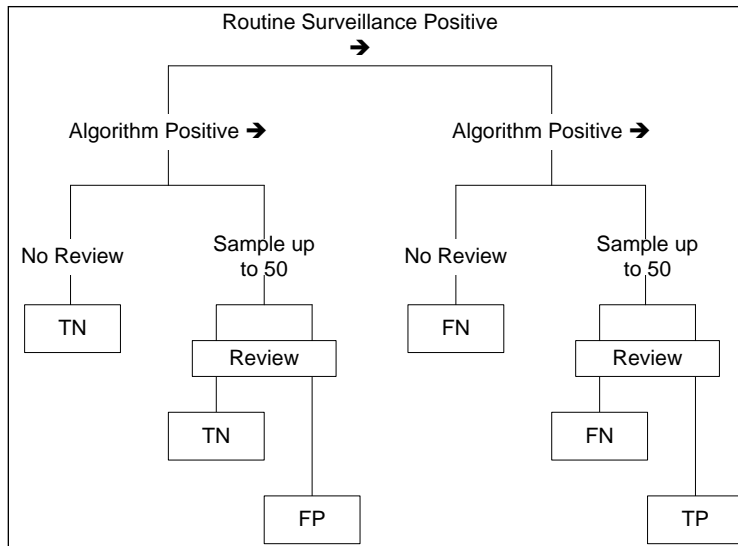 Routine Surveillance Positive
➔
Algorithm Positive ➔
Algorithm Positive ➔
No Review
Sample up
to 50
No Review
Sample up
to 50
TN
FN
Review
Review
TN
FN
FP
TP